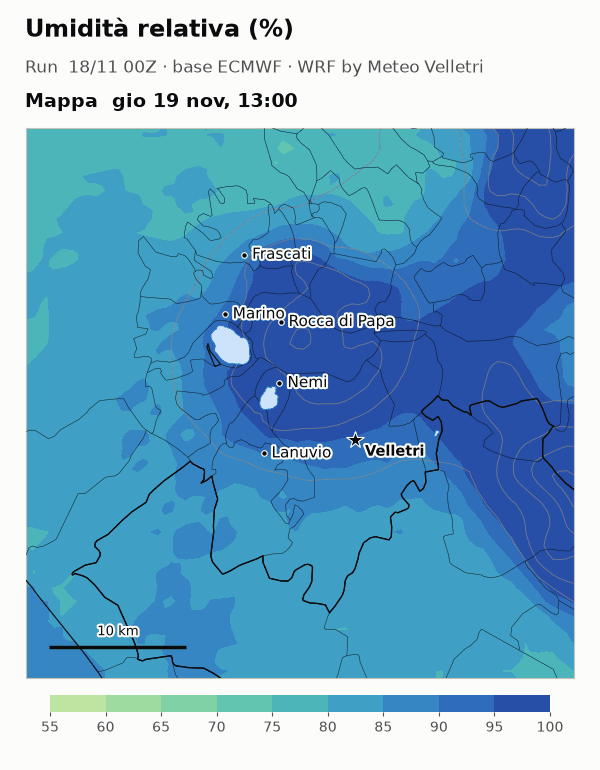 Umidità relativa (%)
Run  18/11 00Z · base ECMWF · WRF by Meteo Velletri
Mappa  gio 19 nov, 13:00
Frascati
Marino
Rocca di Papa
Nemi
Velletri
Lanuvio
10 km
55 60 65 70 75 80 85 90 95 100